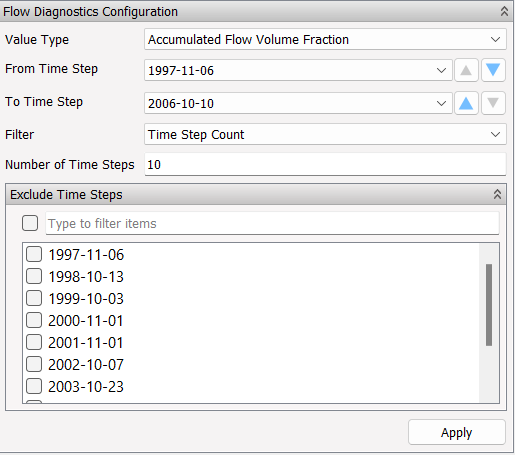 Flow Diagnostics Configuration
Value Type Accumulated Flow Volume Fraction
From Time Step 1997-11-06
To Time Step 2006-10-10
Filter Time Step Count
Number of Time Steps 10
Exclude Time Steps
Type to filter items
1997-11-06
1998-10-13
1999-10-03
2000-11-01
2001-11-01
2002-10-07
2003-10-23
Apply